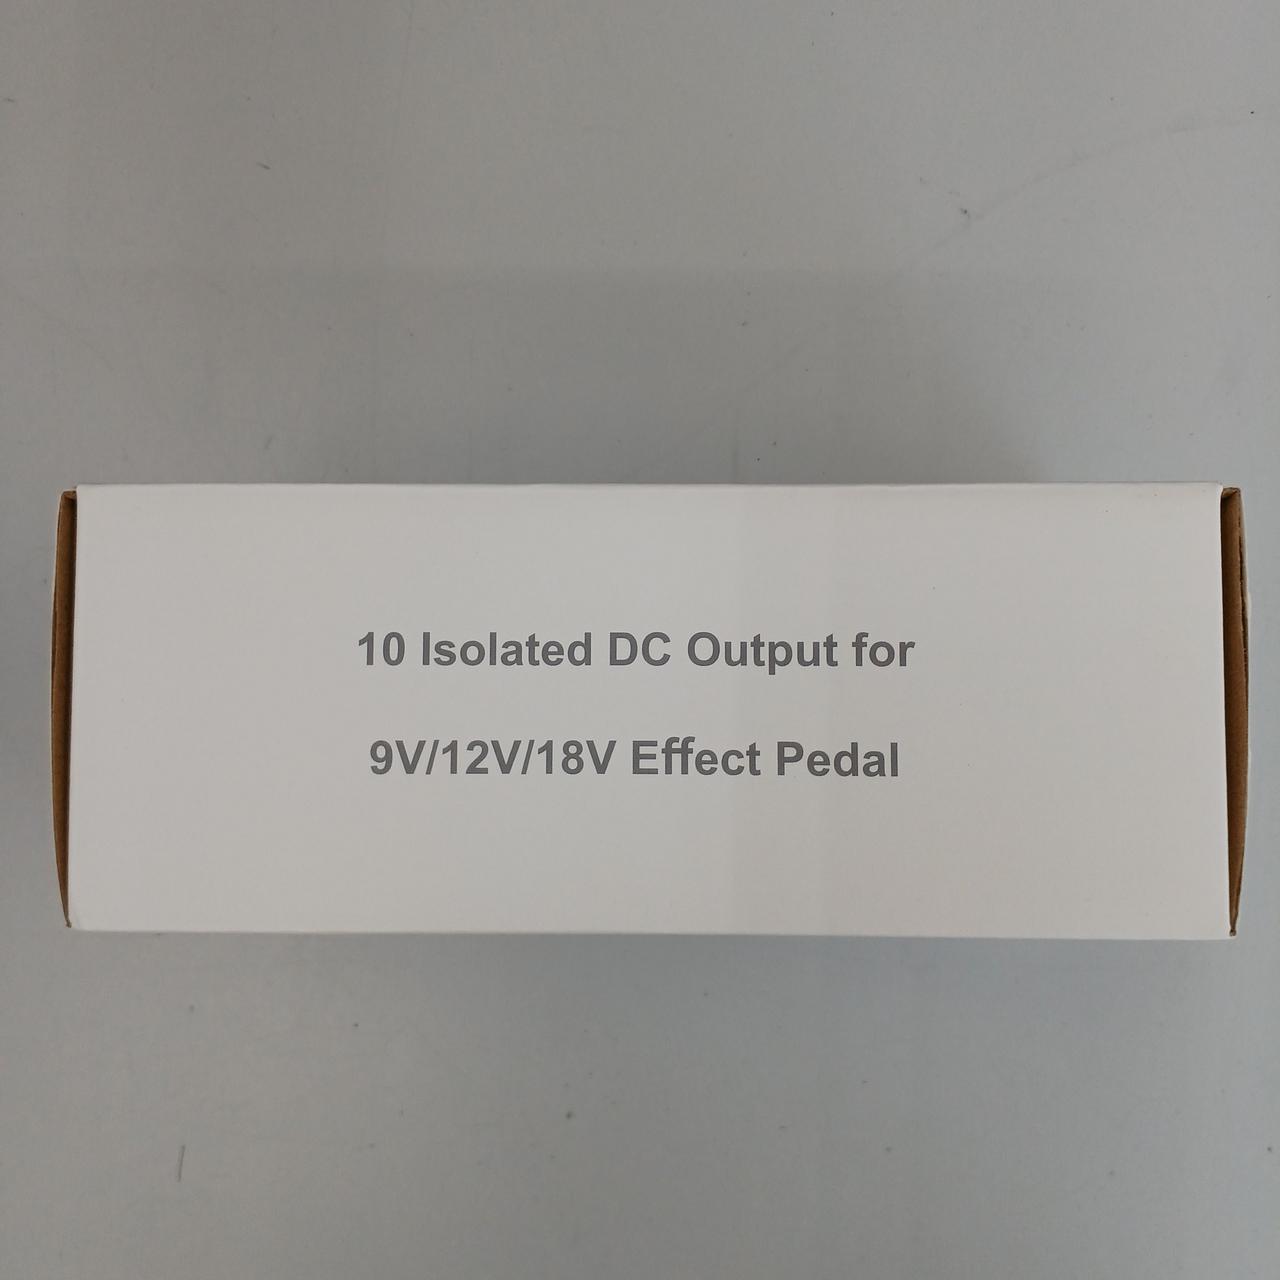 10 Isolated DC Output for
9V/12V/18V Effect Pedal